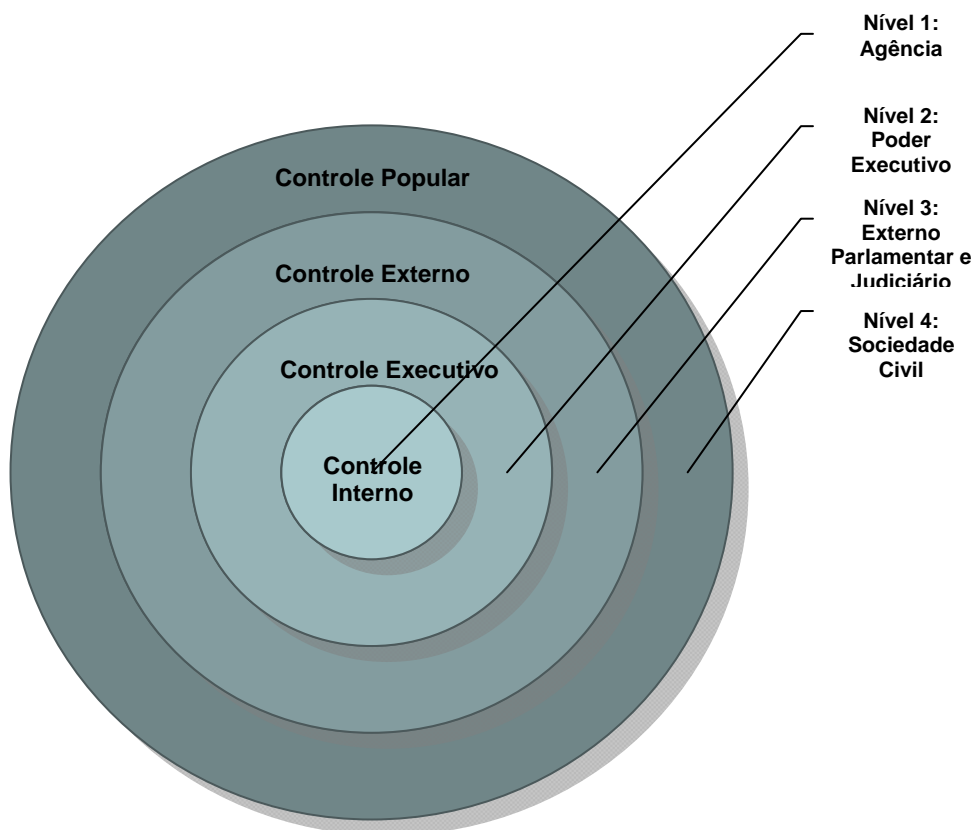 Nível 1:
Agência
Nível 2:
Poder
Executivo
Nível 3:
Externo
Parlamentar e
Judiciário
Nível 4:
Sociedade
Civil
Controle Popular
Controle Externo
Controle Executivo
Controle
Interno